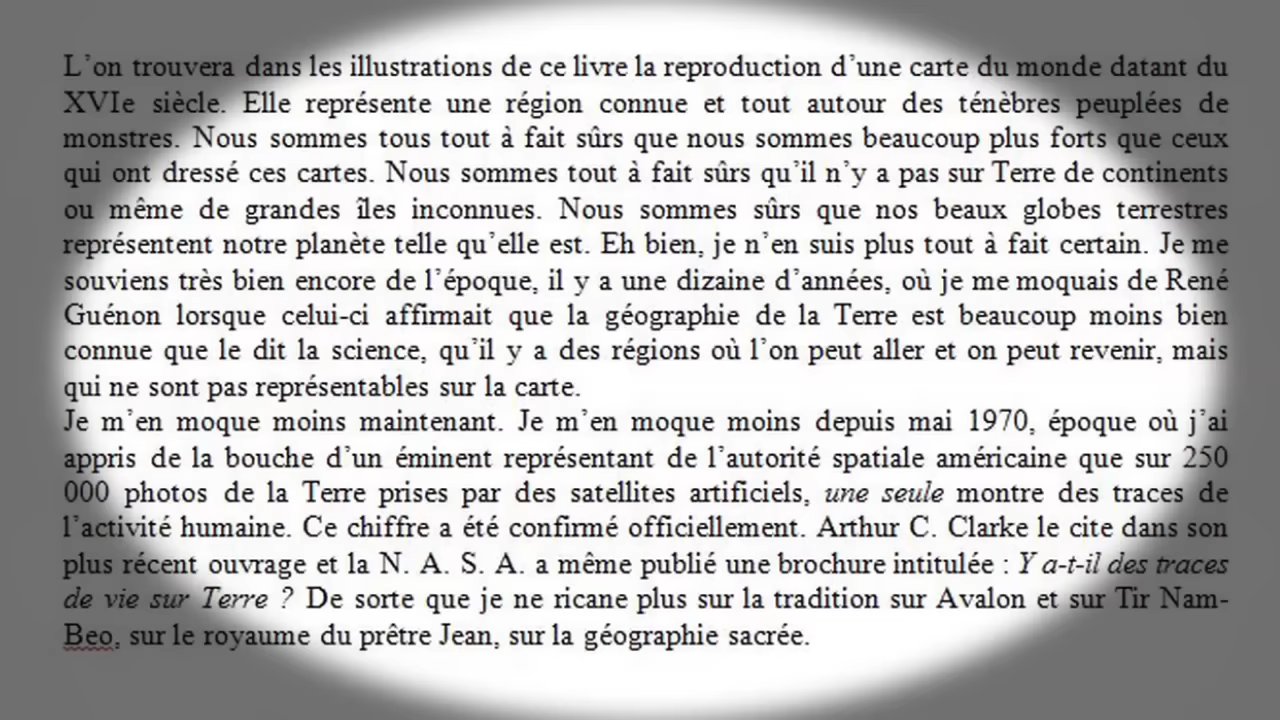 L'on trouvera dans les illustrations de ce livre la reproduction d'une carte du monde datant du
XVIe siècle. Elle représente une région connue et tout autour des ténèbres peuplées de
monstres. Nous sommes tous tout à fait sûrs que nous sommes beaucoup plus forts que ceux
qui ont dressé ces cartes. Nous sommes tout à fait sûrs qu'il n'y a pas sur Terre de continents
ou même de grandes îles inconnues. Nous sommes sûrs que nos beaux globes terrestres
représentent notre planète telle qu'elle est. Eh bien, je n'en suis plus tout à fait certain. Je me
souviens très bien encore de l'époque, il y a une dizaine d'années, où je me moquais de René
Guénon lorsque celui-ci affirmait que la géographie de la Terre est beaucoup moins bien
connue que le dit la science, qu'il y a des régions où l'on peut aller et on peut revenir, mais
qui ne sont pas représentables sur la carte.
Je m'en moque moins maintenant. Je m'en moque moins depuis mai 1970, époque où j'ai
appris de la bouche d'un éminent représentant de l'autorité spatiale américaine que sur 250
000 photos de la Terre prises par des satellites artificiels, une seule montre des traces de
l'activité humaine. Ce chiffre a été confirmé officiellement. Arthur C. Clarke le cite dans son
plus récent ouvrage et la N. A. S. A. a même publié une brochure intitulée : Y a-t-il des traces
de vie sur Terre ? De sorte que je ne ricane plus sur la tradition sur Avalon et sur Tir Nam-
Beo, sur le royaume du prêtre Jean, sur la géographie sacrée.